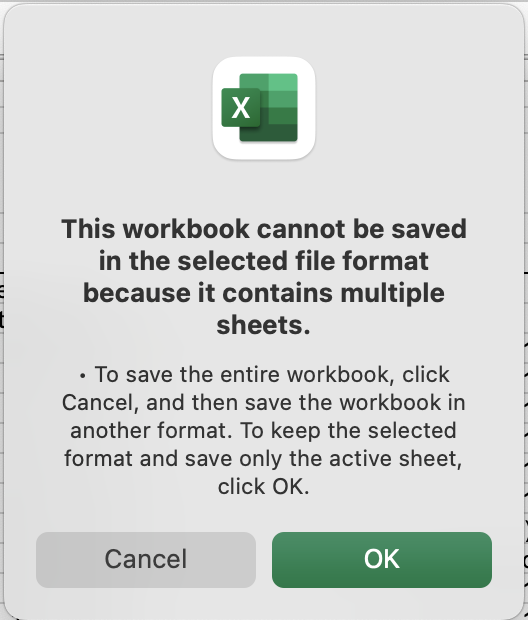 X
This workbook cannot be saved
in the selected file format
because it contains multiple
sheets.
• To save the entire workbook, click
Cancel, and then save the workbook in
another format. To keep the selected
format and save only the active sheet,
click OK.
Cancel
OK